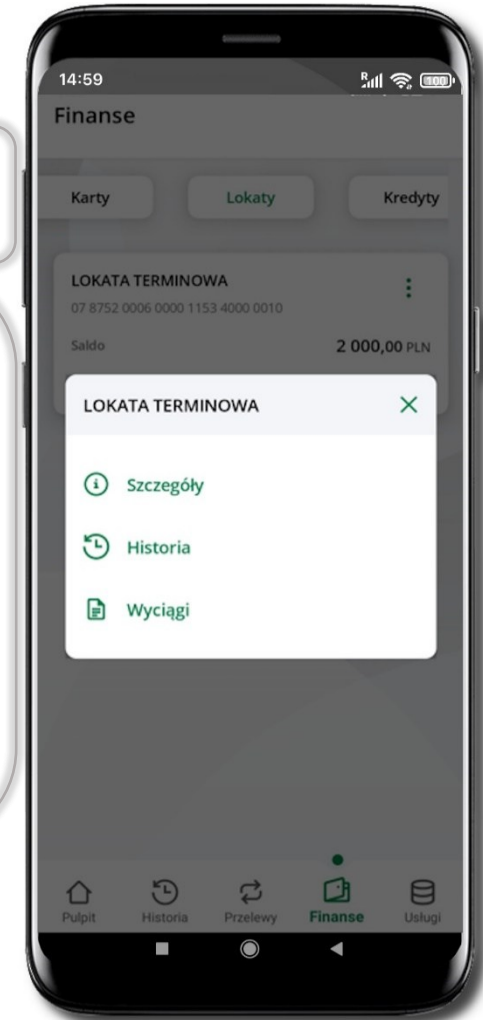 14:59
R
100
Finanse
Karty
Lokaty
Kredyty
LOKATA TERMINOWA
07 8752 0006 0000 1153 4000 0010
Saldo
2 000,00 PLN
LOKATA TERMINOWA
Szczegóły
Historia
Wyciągi
Pulpit
Historia
Przelewy
Finanse
Usługi